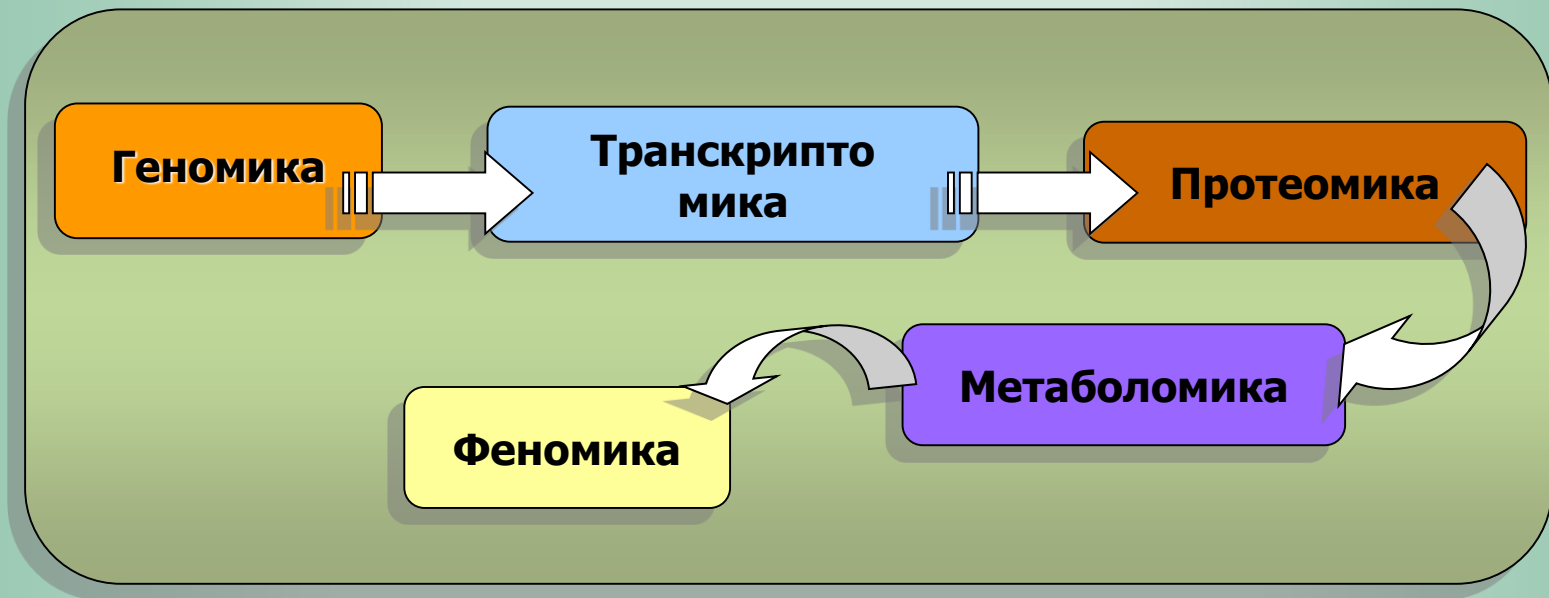 Геномика
Транскрипто
мика
Протеомика
Метаболомика
Феномика